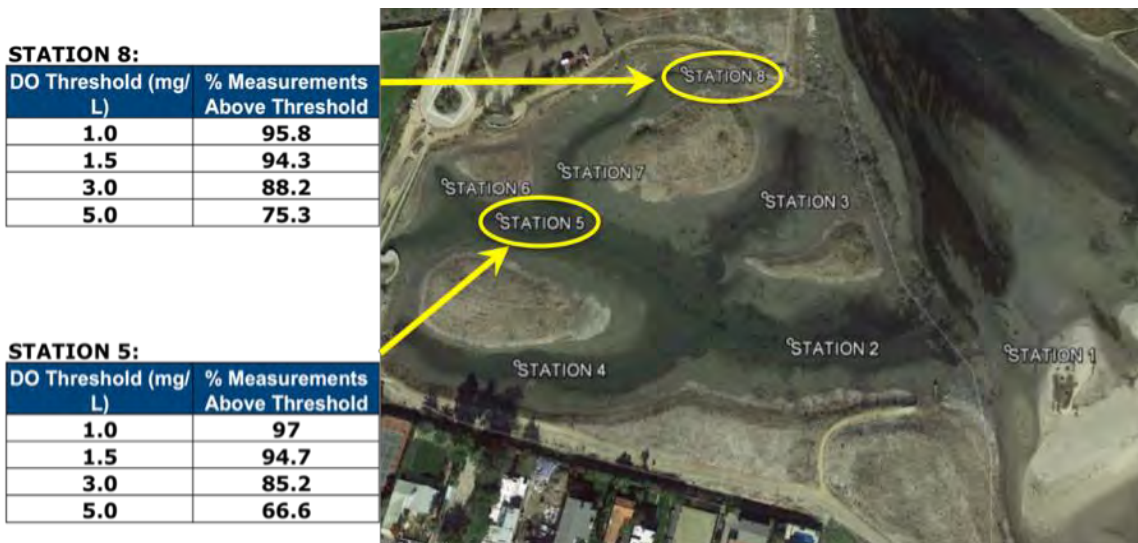 STATION 8:
DO Threshold (mg/ % Measurements
L) Above Threshold
1.0 95.8
1.5 94.3
3.0 88.2
5.0 75.3
STATION 5:
DO Threshold (mg/ % Measurements
L) Above Threshold
1.0 97
1.5 94.7
3.0 85.2
5.0 66.6
STATION 8
STATION 7
STATION 6
STATION 3
STATION 5
STATION 2
STATION 1
STATION 4